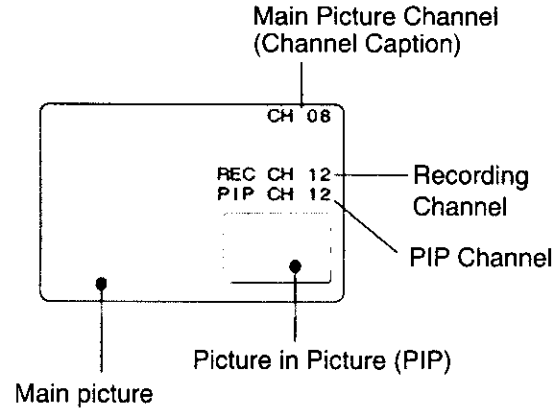 Main Picture Channel
(Channel Caption)
CH 08
REC CH 12
PIP CH 12
Recording
Channel
PIP Channel
Picture in Picture (PIP)
Main picture